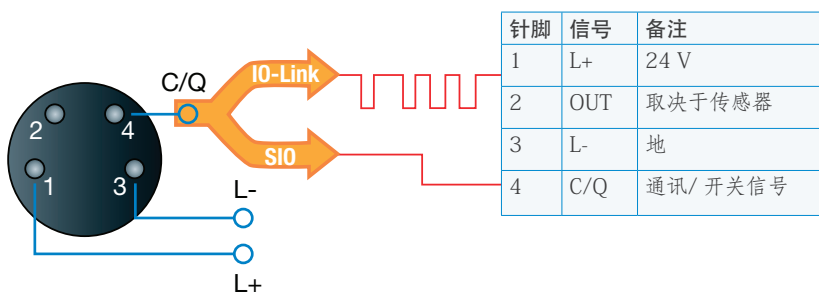 C/Q
IO-Link
SIO
2
4
1
3
L-
L+
针脚 信号 备注
1 L+ 24 V
2 OUT 取决于传感器
3 L- 地
4 C/Q 通讯/ 开关信号